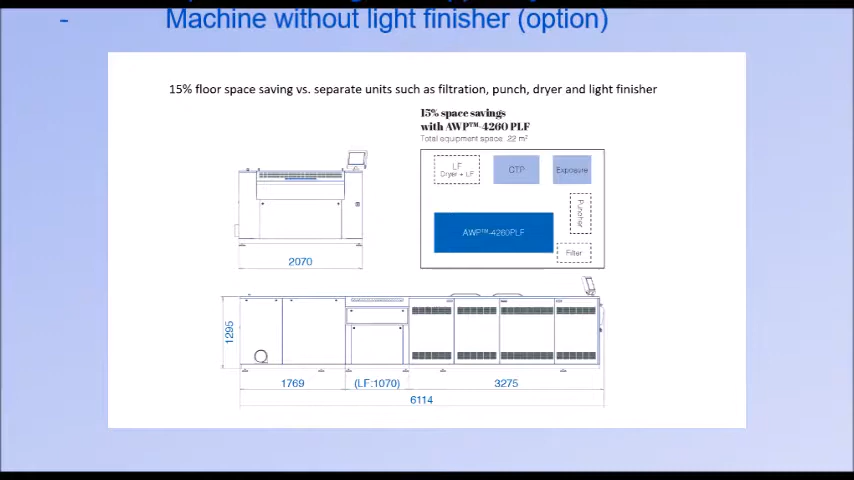 - Machine without light finisher (option)
15% floor space saving vs. separate units such as filtration, punch, dryer and light finisher
15% space savings
with AWP™-4260 PLF
Total equipment space: 22 m²
LF
Dryer + LF
CTP
Exposure
Puncher
AWP™-4260PLF
Filter
2070
1295
1769
(LF:1070)
3275
6114